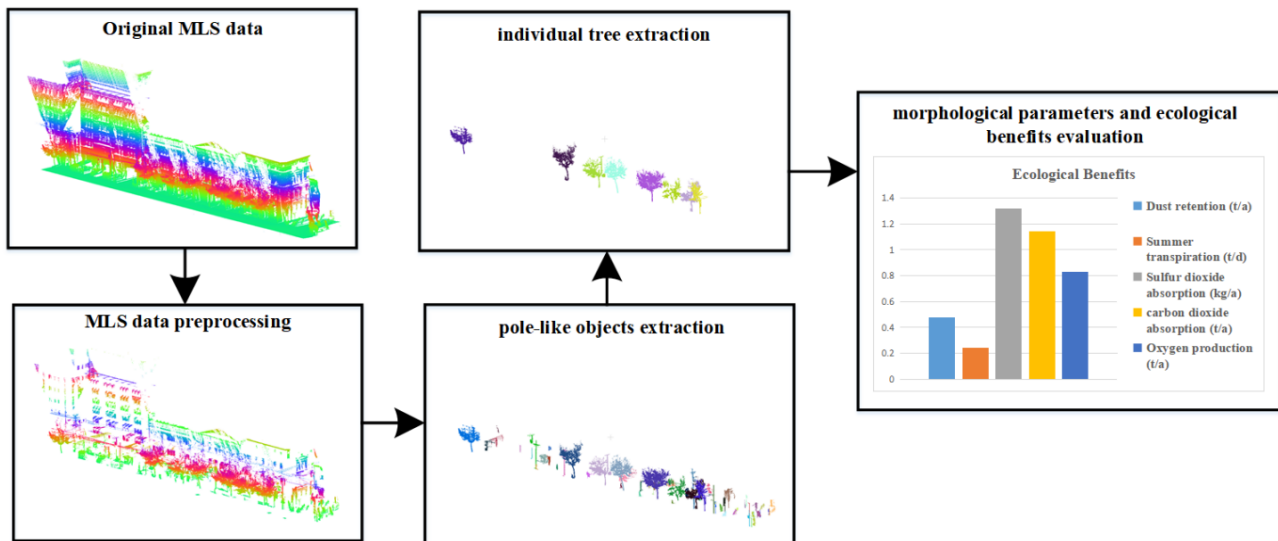 Original MLS data
MLS data preprocessing
pole-like objects extraction
individual tree extraction
morphological parameters and ecological
benefits evaluation
Ecological Benefits
1.4
1.2
1
0.8
0.6
0.4
0.2
0
Dust retention (t/a)
Summer
transpiration (t/d)
Sulfur dioxide
absorption (kg/a)
carbon dioxide
absorption (t/a)
Oxygen production
(t/a)